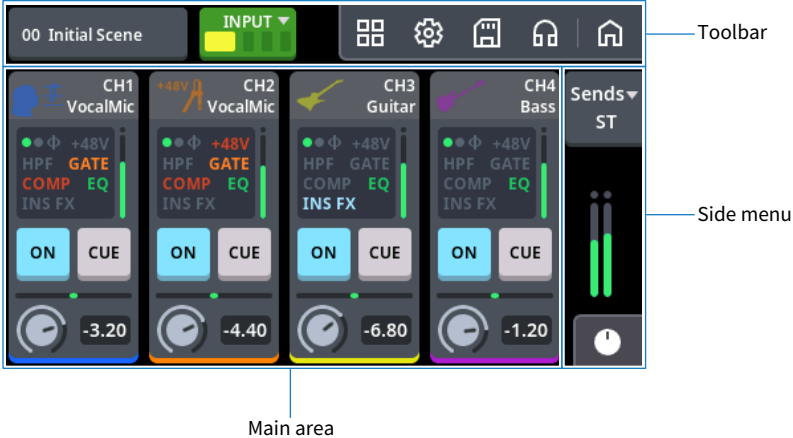 00 Initial Scene
INPUT
Toolbar
CH1
VocalMic
Φ +48V
HPF GATE
COMP EQ
INS FX
ON CUE
-3.20
+48V
CH2
VocalMic
Φ +48V
HPF GATE
COMP EQ
INS FX
ON CUE
-4.40
CH3
Guitar
Φ +48V
HPF GATE
COMP EQ
INS FX
ON CUE
-6.80
CH4
Bass
Φ +48V
HPF GATE
COMP EQ
INS FX
ON CUE
-1.20
Sends
ST
Side menu
Main area